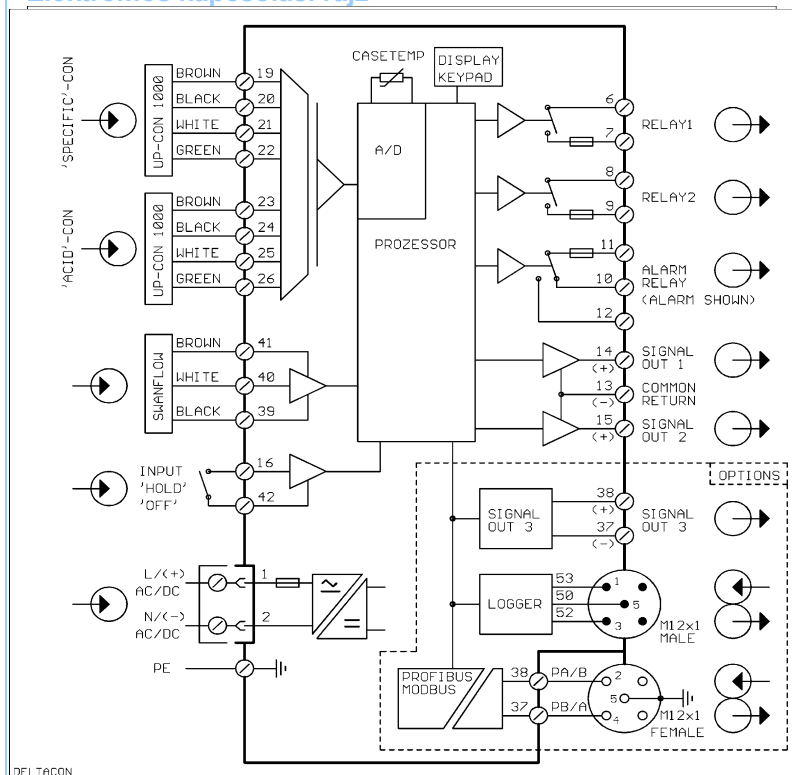 Elektromos kapcsolási rajz
CASETEMP
DISPLAY
KEYPAD
A/D
PROZESSOR
'SPECIFIC'-CON
UP-CON 1000
BROWN 19
BLACK 20
WHITE 21
GREEN 22
'ACID'-CON
UP-CON 1000
BROWN 23
BLACK 24
WHITE 25
GREEN 26
SWANFLOW
BROWN 41
WHITE 40
BLACK 39
INPUT
'HOLD'
'OFF'
16
42
L/(+)
AC/DC
1
N/(-)
AC/DC
2
PE
6
7
RELAY1
8
9
RELAY2
11
10
12
ALARM
RELAY
(ALARM SHOWN)
14
(+)
SIGNAL
OUT 1
13
(-)
COMMON
RETURN
15
(+)
SIGNAL
OUT 2
OPTIONS
SIGNAL
OUT 3
38
(+)
37
(-)
SIGNAL
OUT 3
LOGGER
53
50
52
1
5
3
M12x1
MALE
PROFIBUS
MODBUS
38 PA/B
37 PB/A
2
5
4
M12x1
FEMALE
DELTACON